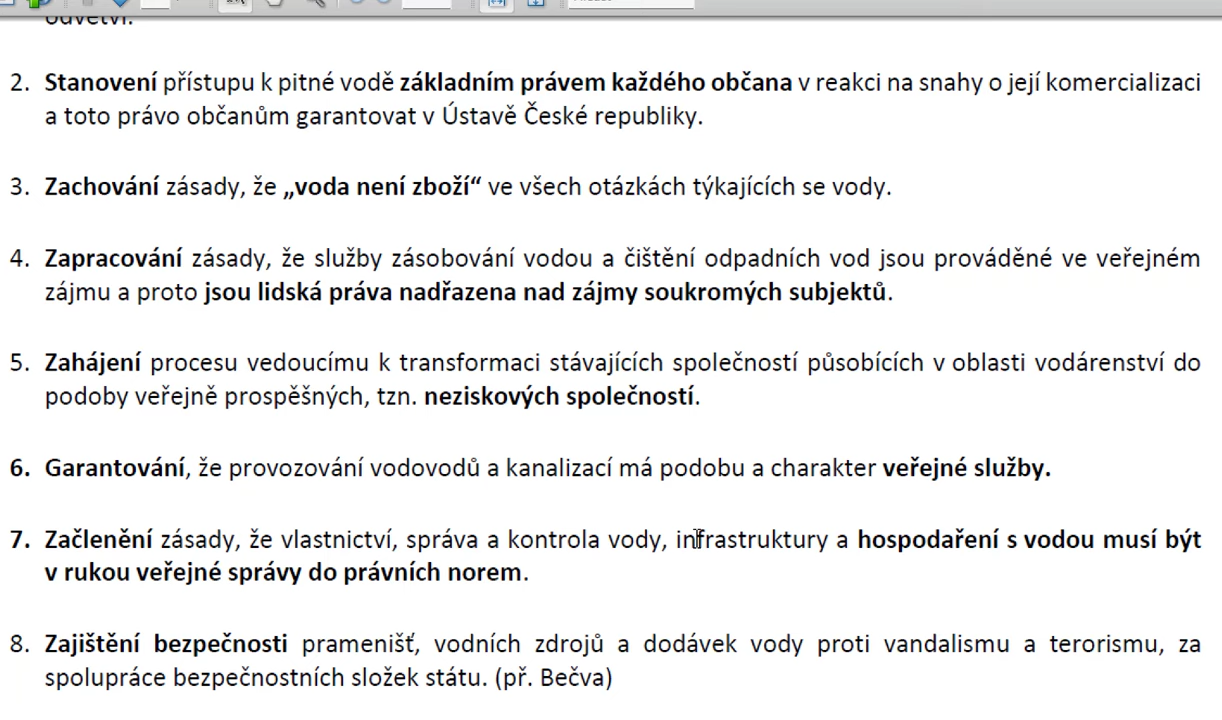 odvětví.
2. Stanovení přístupu k pitné vodě základním právem každého občana v reakci na snahy o její komercializaci
a toto právo občanům garantovat v Ústavě České republiky.
3. Zachování zásady, že „voda není zboží“ ve všech otázkách týkajících se vody.
4. Zapracování zásady, že služby zásobování vodou a čištění odpadních vod jsou prováděné ve veřejném
zájmu a proto jsou lidská práva nadřazena nad zájmy soukromých subjektů.
5. Zahájení procesu vedoucímu k transformaci stávajících společností působících v oblasti vodárenství do
podoby veřejně prospěšných, tzn. neziskových společností.
6. Garantování, že provozování vodovodů a kanalizací má podobu a charakter veřejné služby.
7. Začlenění zásady, že vlastnictví, správa a kontrola vody, infrastruktury a hospodaření s vodou musí být
v rukou veřejné správy do právních norem.
8. Zajištění bezpečnosti pramenišť, vodních zdrojů a dodávek vody proti vandalismu a terorismu, za
spolupráce bezpečnostních složek státu. (př. Bečva)